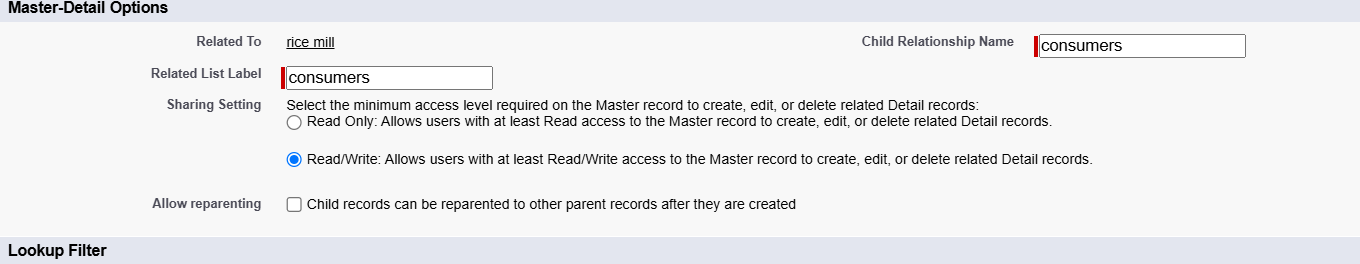 Master-Detail Options
Related To rice mill Child Relationship Name consumers
Related List Label consumers
Sharing Setting Select the minimum access level required on the Master record to create, edit, or delete related Detail records:
Read Only: Allows users with at least Read access to the Master record to create, edit, or delete related Detail records.
Read/Write: Allows users with at least Read/Write access to the Master record to create, edit, or delete related Detail records.
Allow reparenting Child records can be reparented to other parent records after they are created
Lookup Filter